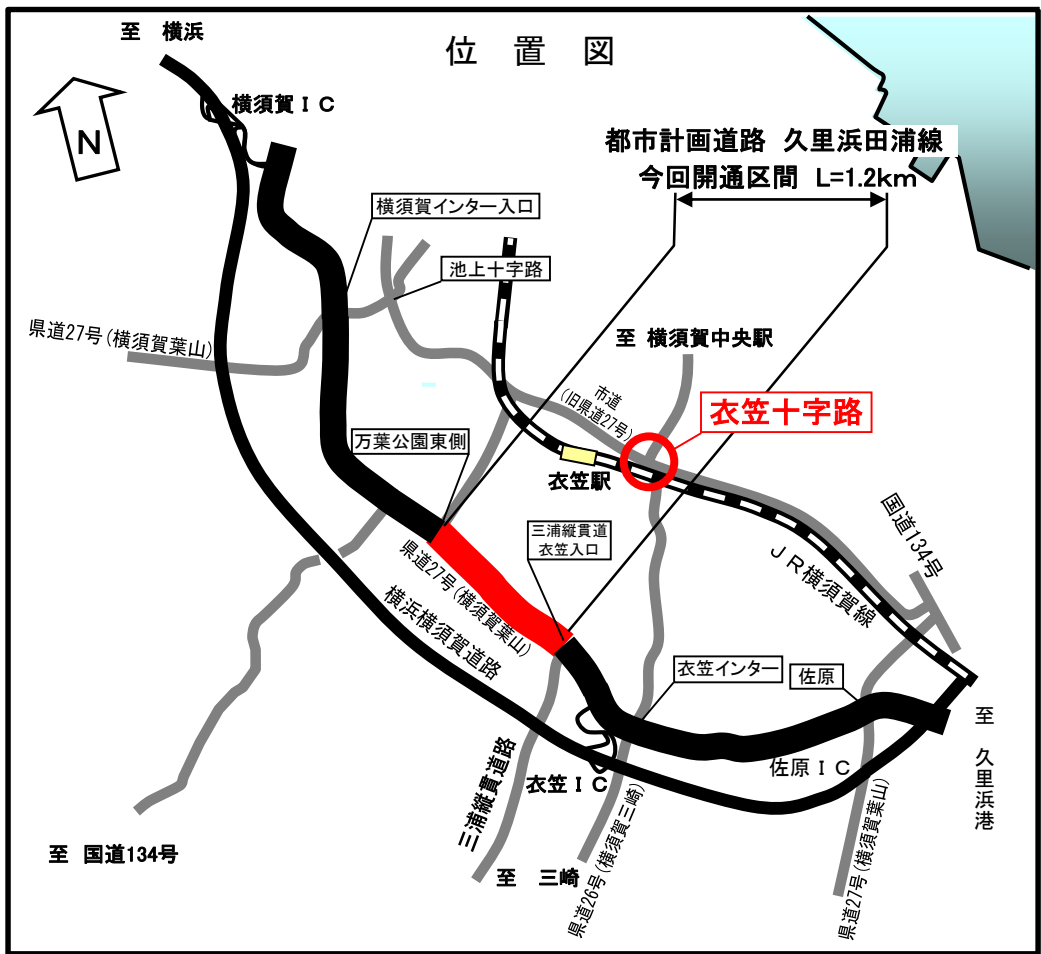 位 置 図
至 横浜
横須賀ＩＣ
N
都市計画道路 久里浜田浦線
今回開通区間 L=1.2km
横須賀インター入口
池上十字路
県道27号(横須賀葉山)
至 横須賀中央駅
市道
(旧県道27号)
衣笠十字路
万葉公園東側
衣笠駅
三浦縦貫道
衣笠入口
国道134号
ＪＲ横須賀線
県道27号(横須賀葉山)
横浜横須賀道路
衣笠インター
佐原
至 久里浜港
佐原ＩＣ
衣笠ＩＣ
三浦縦貫道路
至 国道134号
至 三崎
県道26号(横須賀三崎)
県道27号(横須賀葉山)